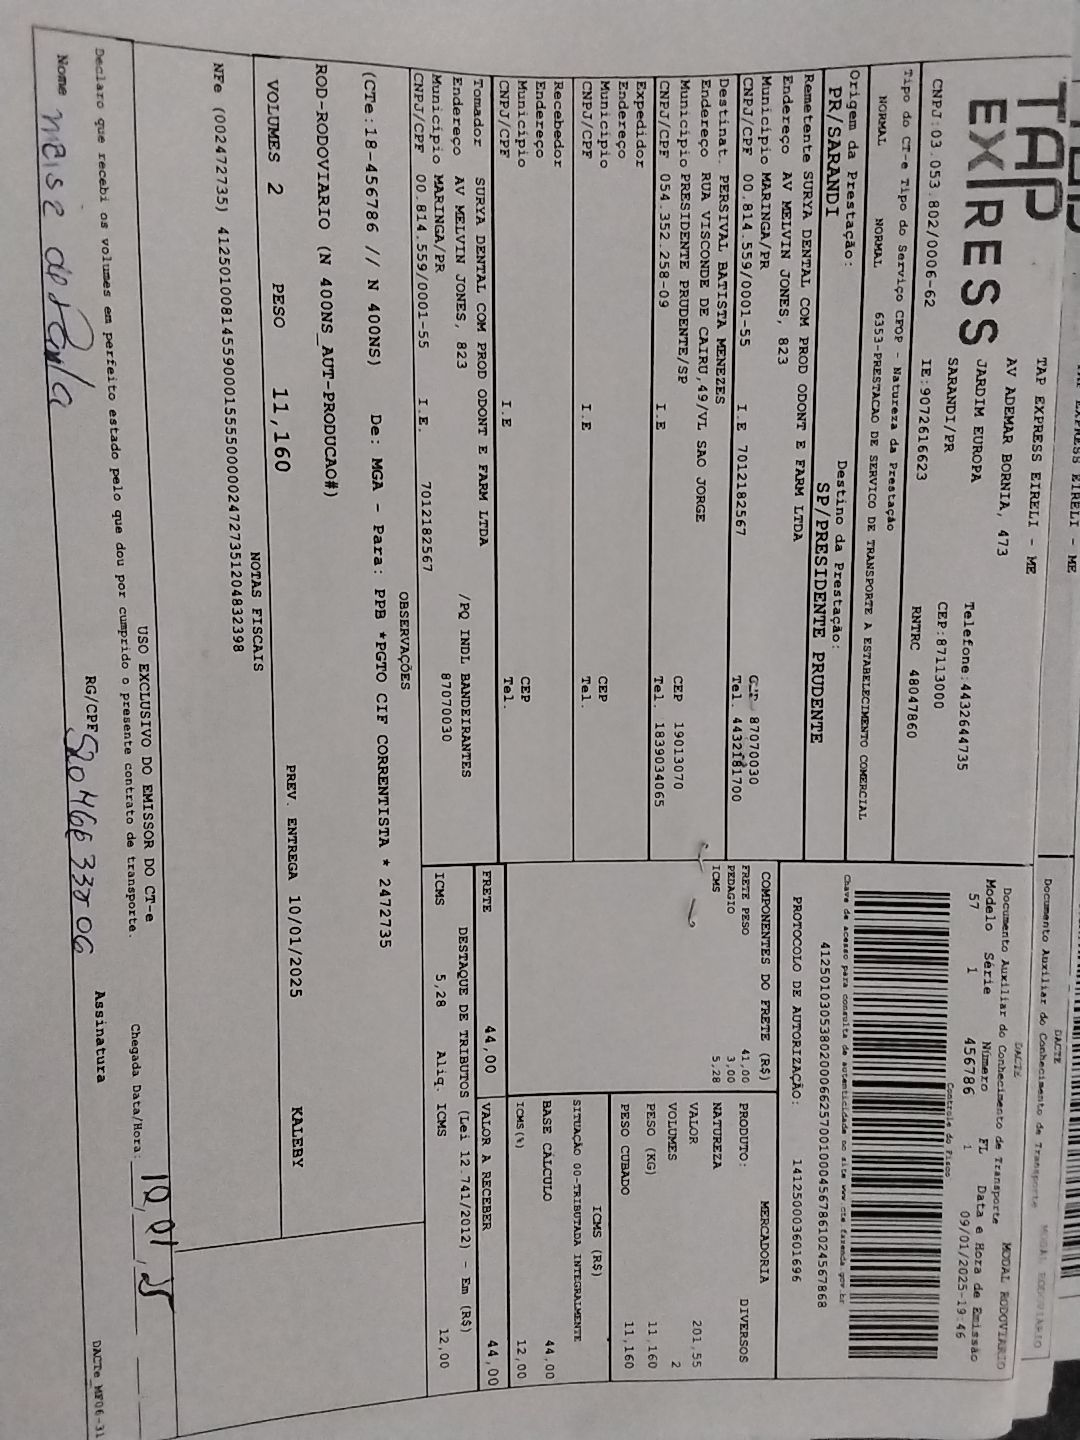 TAP EXPRESS EIRELI - ME
Documento Auxiliar do Conhecimento de Transporte
MODAL RODOVIARIO
DACTE
TAP
EXPRESS
TAP EXPRESS EIRELI - ME
AV ADEMAR BORNIA, 473
JARDIM EUROPA
SARANDI/PR
Telefone:4432644735
CEP:87113000
CNPJ:03.053.802/0006-62
IE:9072616623
RNTRC 48047860
DACTE
Documento Auxiliar do Conhecimento de Transporte
MODAL RODOVIARIO
Modelo Série Número FL Data e Hora de Emissão
57 1 456786 1 09/01/2025-19:46
Controle do Fisco
Tipo do CT-e Tipo do Serviço CFOP - Natureza da Prestação
NORMAL NORMAL 6353-PRESTACAO DE SERVICO DE TRANSPORTE A ESTABELECIMENTO COMERCIAL
Chave de acesso para consulta de autenticidade no site www.cte.fazenda.gov.br
Origem da Prestação:
PR/SARANDI
Destino da Prestação:
SP/PRESIDENTE PRUDENTE
PROTOCOLO DE AUTORIZAÇÃO: 141250003601696
Remetente SURYA DENTAL COM PROD ODONT E FARM LTDA
Endereço AV MELVIN JONES, 823
Município MARINGA/PR CEP 87070030
CNPJ/CPF 00.814.559/0001-55 I.E 7012182567 Tel. 4432181700
Destinat. PERSIVAL BATISTA MENEZES
Endereço RUA VISCONDE DE CAIRU,49/VL SAO JORGE
Município PRESIDENTE PRUDENTE/SP CEP 19013070
CNPJ/CPF 054.352.258-09 I.E Tel. 1839034065
Expedidor
Endereço
Município CEP
CNPJ/CPF I.E Tel.
Recebedor
Endereço
Município CEP
CNPJ/CPF I.E Tel.
Tomador SURYA DENTAL COM PROD ODONT E FARM LTDA
Endereço AV MELVIN JONES, 823 /PQ INDL BANDEIRANTES
Município MARINGA/PR 87070030
CNPJ/CPF 00.814.559/0001-55 I.E. 7012182567
COMPONENTES DO FRETE (R$)
FRETE PESO 41,00
PEDAGIO 3,00
ICMS 5,28
MERCADORIA
PRODUTO: DIVERSOS
NATUREZA
VALOR 201,55
VOLUMES 2
PESO (KG) 11,160
PESO CUBADO 11,160
ICMS (R$)
SITUAÇÃO 00-TRIBUTADA INTEGRALMENTE
BASE CÁLCULO 44,00
ICMS(%) 12,00
FRETE 44,00
VALOR A RECEBER 44,00
DESTAQUE DE TRIBUTOS (Lei 12.741/2012) - Em (R$)
ICMS 5,28 Aliq. ICMS 12,00
OBSERVAÇÕES
(CTe:18-456786 // N 400NS) De: MGA - Para: PPB *PGTO CIF CORRENTISTA * 2472735
ROD-RODOVIARIO (N 400NS_AUT-PRODUCAO#)
VOLUMES 2 PESO 11,160 PREV. ENTREGA 10/01/2025 KALEBY
NOTAS FISCAIS
USO EXCLUSIVO DO EMISSOR DO CT-e
Declaro que recebi os volumes em perfeito estado pelo que dou por cumprido o presente contrato de transporte.
Chegada Data/Hora: 10/01/25
Nome
RG/CPF
Assinatura
DACTe_MF06-31